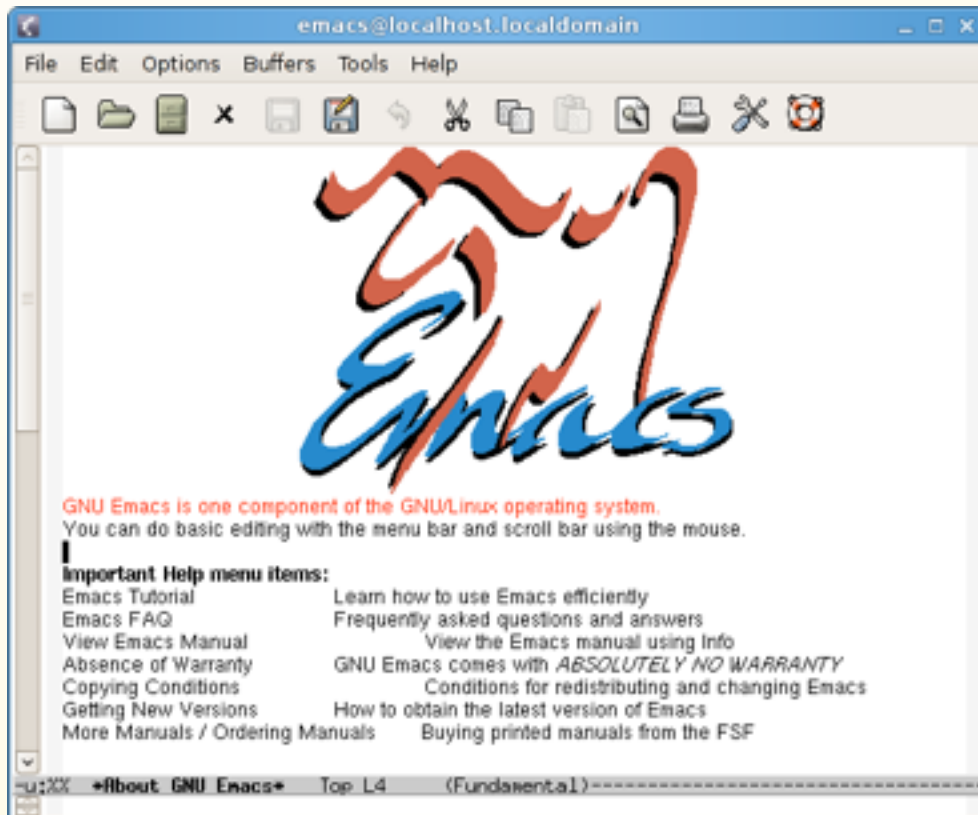 emacs@localhost.localdomain
File Edit Options Buffers Tools Help
Emacs
GNU Emacs is one component of the GNU/Linux operating system.
You can do basic editing with the menu bar and scroll bar using the mouse.
Important Help menu items:
Emacs Tutorial Learn how to use Emacs efficiently
Emacs FAQ Frequently asked questions and answers
View Emacs Manual View the Emacs manual using Info
Absence of Warranty GNU Emacs comes with ABSOLUTELY NO WARRANTY
Copying Conditions Conditions for redistributing and changing Emacs
Getting New Versions How to obtain the latest version of Emacs
More Manuals / Ordering Manuals Buying printed manuals from the FSF
-u:%% *About GNU Emacs* Top L4 (Fundamental)--------------------------------------